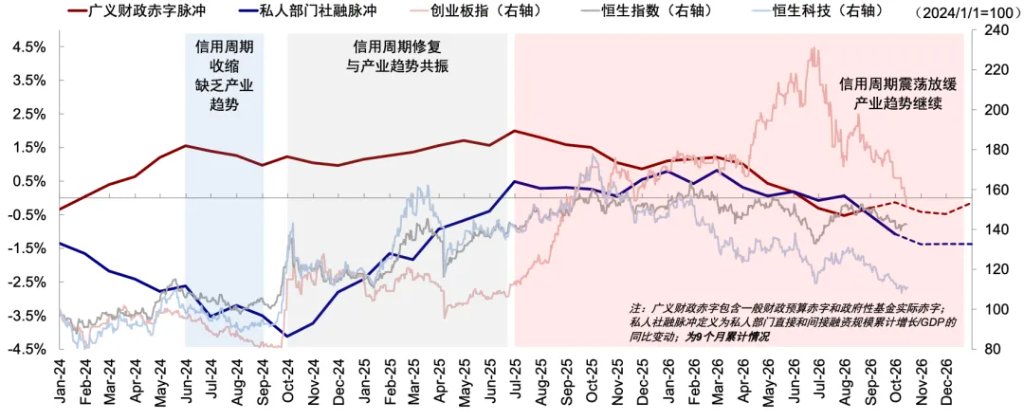 广义财政赤字脉冲
私人部门社融脉冲
创业板指（右轴）
恒生指数（右轴）
恒生科技（右轴）
（2024/1/1=100）
4.5%
3.5%
2.5%
1.5%
0.5%
-0.5%
-1.5%
-2.5%
-3.5%
-4.5%
信用周期
收缩
缺乏产业
趋势
信用周期修复
与产业趋势共振
信用周期震荡放缓
产业趋势继续
240
220
200
180
160
140
120
100
80
注：广义财政赤字包含一般财政预算赤字和政府性基金实际赤字；
私人社融脉冲定义为私人部门直接和间接融资规模累计增长/GDP的
同比变动；为9个月累计情况
Jan-24
Feb-24
Mar-24
Apr-24
May-24
Jun-24
Jul-24
Aug-24
Sep-24
Oct-24
Nov-24
Dec-24
Jan-25
Feb-25
Mar-25
Apr-25
May-25
Jun-25
Jul-25
Aug-25
Sep-25
Oct-25
Nov-25
Dec-25
Jan-26
Feb-26
Mar-26
Apr-26
May-26
Jun-26
Jul-26
Aug-26
Sep-26
Oct-26
Nov-26
Dec-26